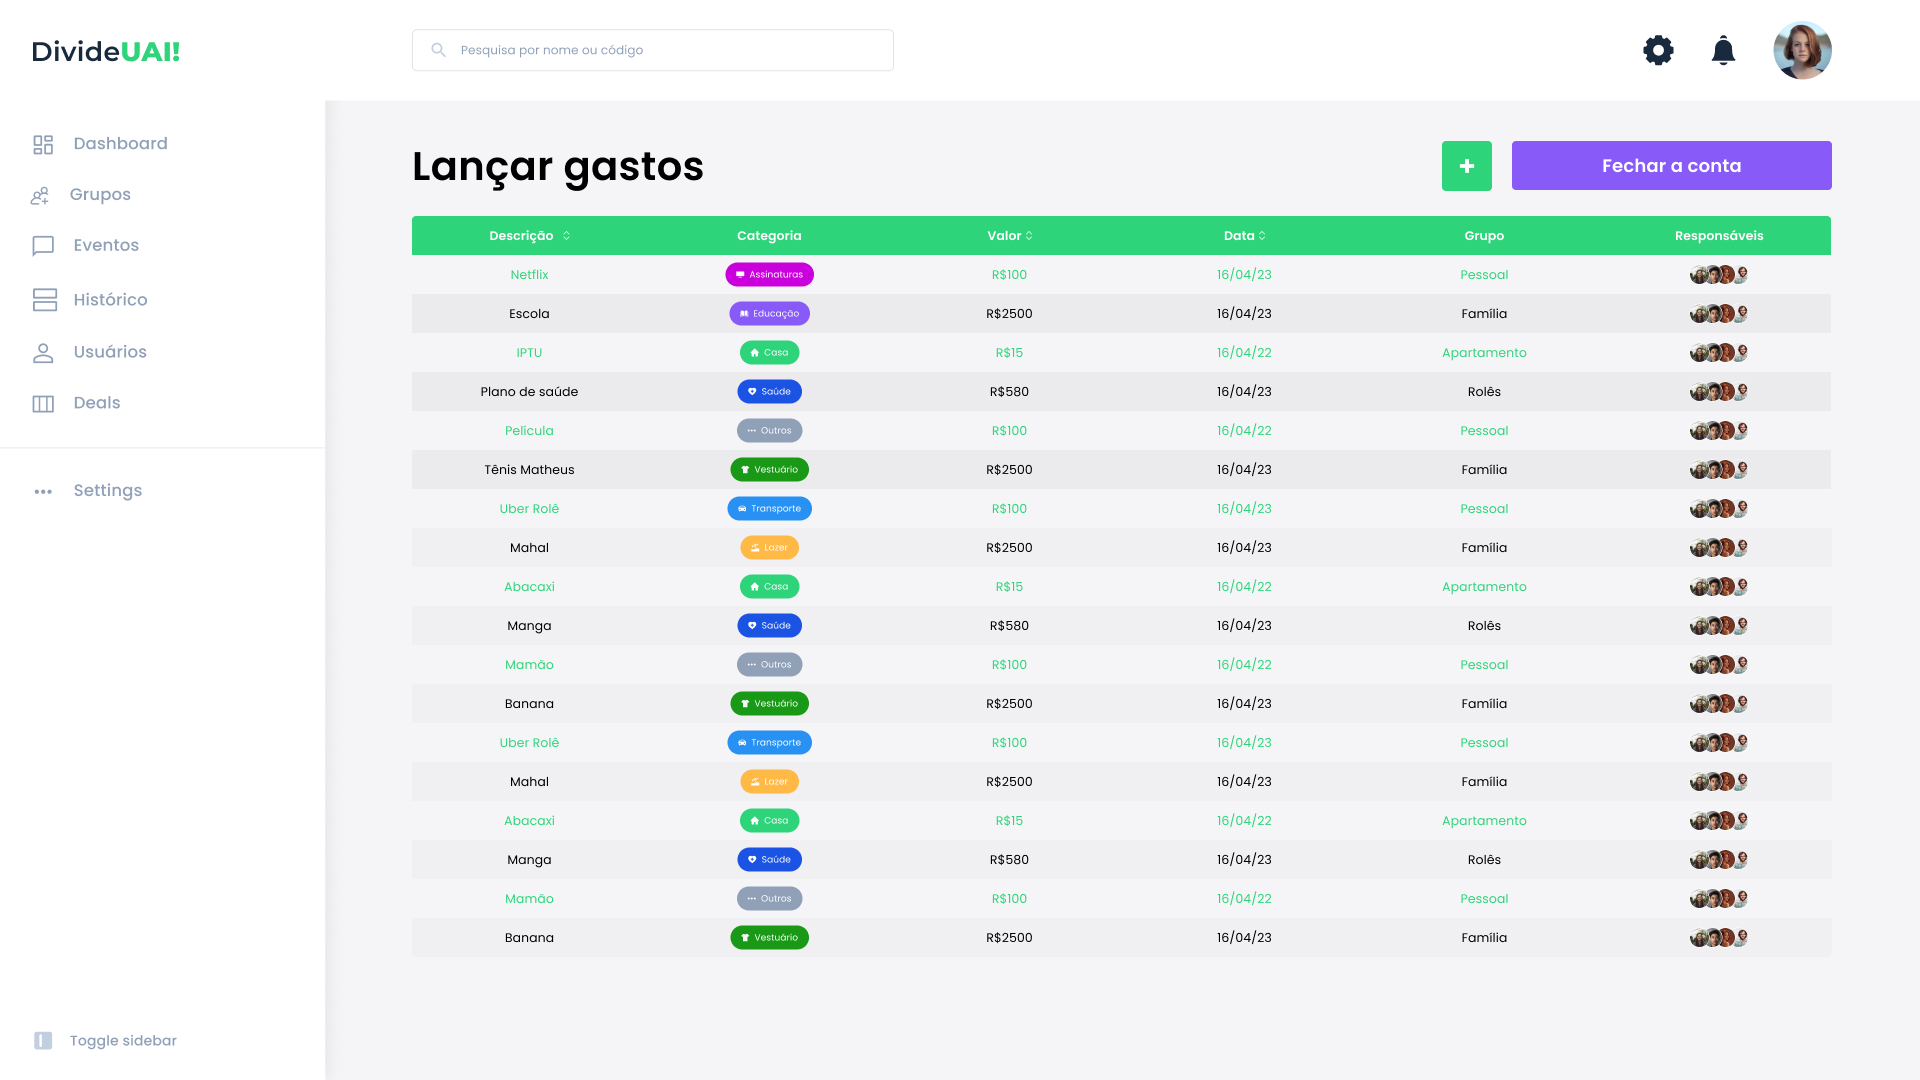 DivideUAI!
Pesquisa por nome ou código
Dashboard
Grupos
Eventos
Histórico
Usuários
Deals
Settings
Toggle sidebar
Lançar gastos
+
Fechar a conta
Descrição Categoria Valor Data Grupo Responsáveis
Netflix Assinaturas R$100 16/04/23 Pessoal
Escola Educação R$2500 16/04/23 Família
IPTU Casa R$15 16/04/22 Apartamento
Plano de saúde Saúde R$580 16/04/23 Rolês
Película Outros R$100 16/04/22 Pessoal
Tênis Matheus Vestuário R$2500 16/04/23 Família
Uber Rolê Transporte R$100 16/04/23 Pessoal
Mahal Lazer R$2500 16/04/23 Família
Abacaxi Casa R$15 16/04/22 Apartamento
Manga Saúde R$580 16/04/23 Rolês
Mamão Outros R$100 16/04/22 Pessoal
Banana Vestuário R$2500 16/04/23 Família
Uber Rolê Transporte R$100 16/04/23 Pessoal
Mahal Lazer R$2500 16/04/23 Família
Abacaxi Casa R$15 16/04/22 Apartamento
Manga Saúde R$580 16/04/23 Rolês
Mamão Outros R$100 16/04/22 Pessoal
Banana Vestuário R$2500 16/04/23 Família